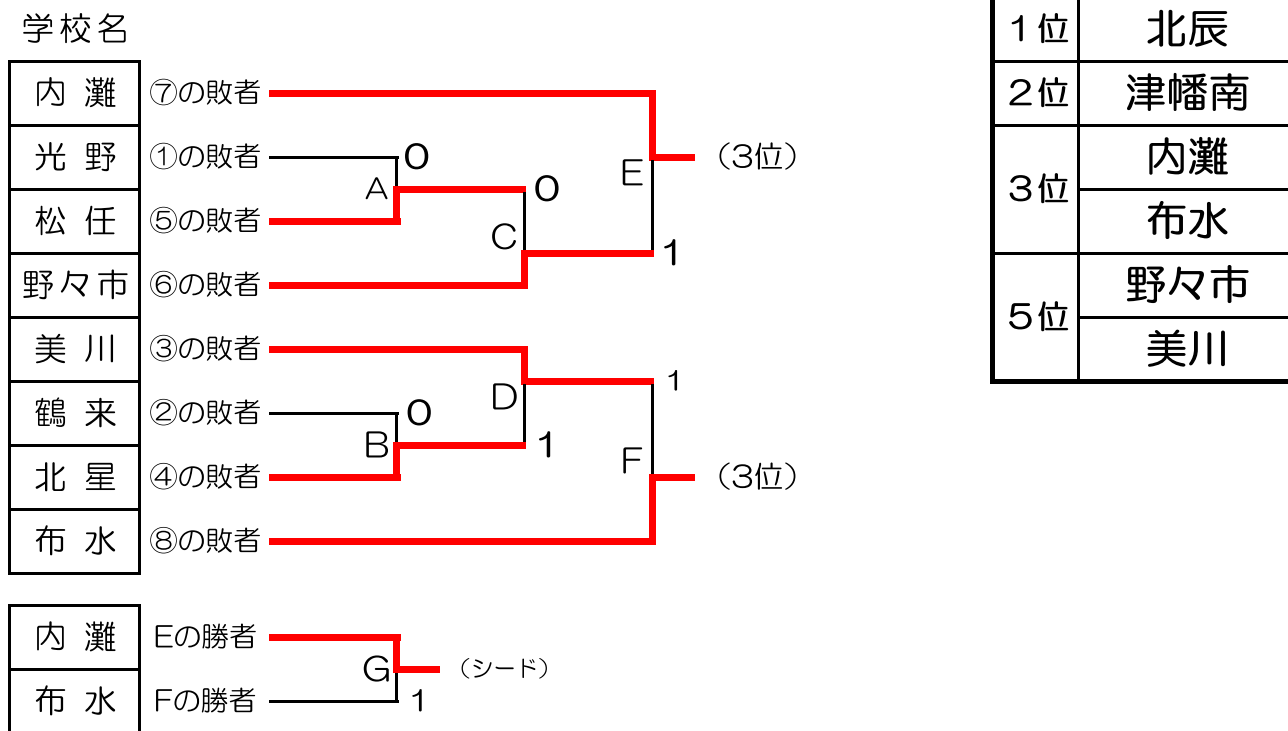 学校名
内灘 ⑦の敗者
光野 ①の敗者 0
(3位)
E
A
松任 ⑤の敗者
0
C
野々市 ⑥の敗者
1
美川 ③の敗者
1
D
鶴来 ②の敗者 0
B
1
F
北星 ④の敗者
(3位)
布水 ⑧の敗者
内灘 Eの勝者
G
(シード)
布水 Fの勝者 1
1位 北辰
2位 津幡南
3位 内灘
布水
5位 野々市
美川